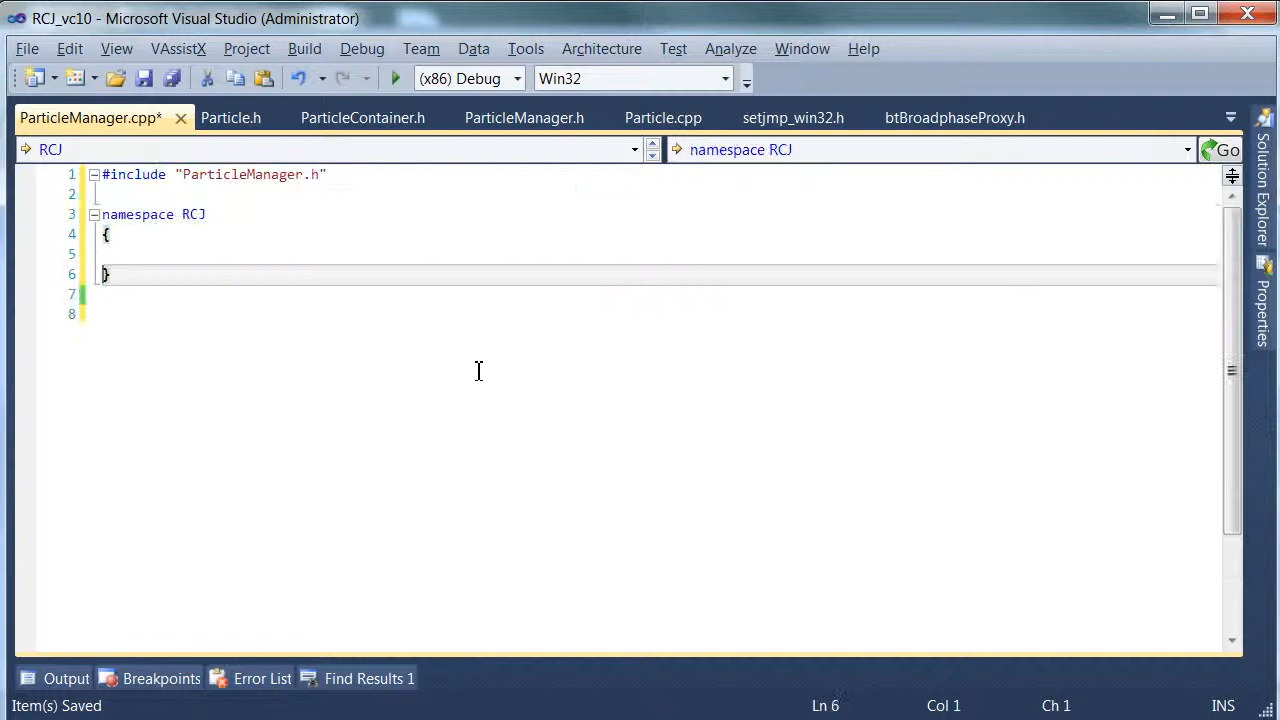 RCJ_vc10 - Microsoft Visual Studio (Administrator)
File Edit View VAssistX Project Build Debug Team Data Tools Architecture Test Analyze Window Help
(x86) Debug Win32
ParticleManager.cpp* Particle.h ParticleContainer.h ParticleManager.h Particle.cpp setjmp_win32.h btBroadphaseProxy.h
RCJ namespace RCJ Go
1 #include "ParticleManager.h"
2
3 namespace RCJ
4 {
5
6 }
7
8
Solution Explorer
Properties
Output Breakpoints Error List Find Results 1
Item(s) Saved Ln 6 Col 1 Ch 1 INS